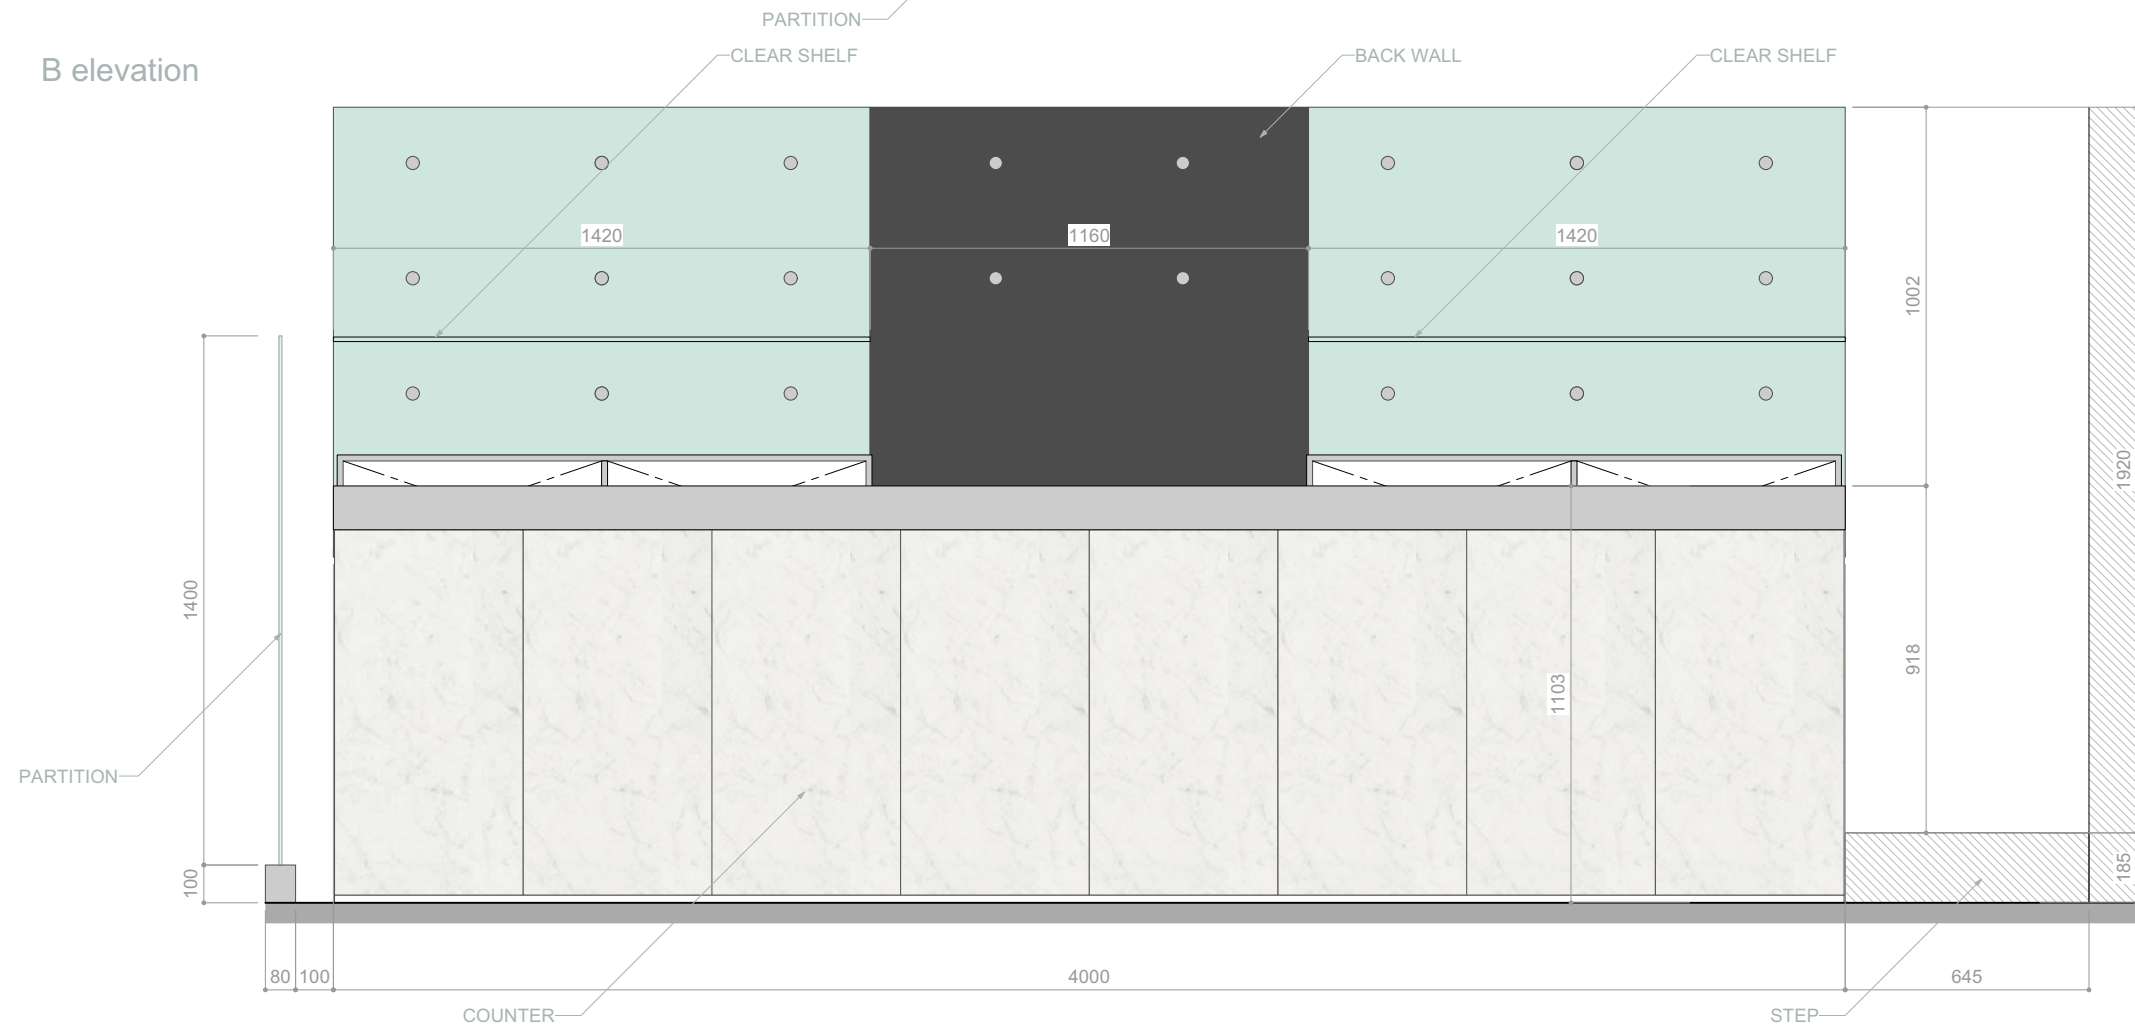 PARTITION
CLEAR SHELF
BACK WALL
CLEAR SHELF
B elevation
1420
1160
1420
1002
1920
1400
918
1103
PARTITION
185
100
80
100
4000
645
COUNTER
STEP